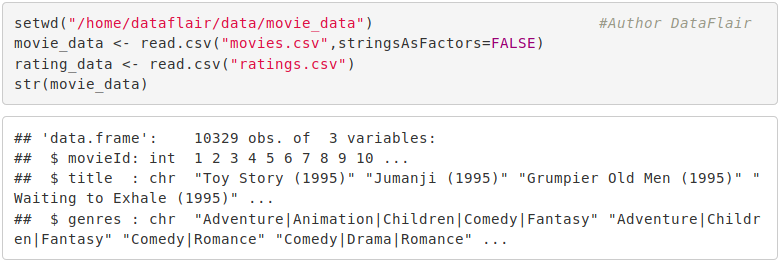 setwd("/home/dataflair/data/movie_data") #Author DataFlair
movie_data <- read.csv("movies.csv",stringsAsFactors=FALSE)
rating_data <- read.csv("ratings.csv")
str(movie_data)
## 'data.frame':    10329 obs. of  3 variables:
##  $ movieId: int  1 2 3 4 5 6 7 8 9 10 ...
##  $ title  : chr  "Toy Story (1995)" "Jumanji (1995)" "Grumpier Old Men (1995)" "
Waiting to Exhale (1995)" ...
##  $ genres : chr  "Adventure|Animation|Children|Comedy|Fantasy" "Adventure|Childr
en|Fantasy" "Comedy|Romance" "Comedy|Drama|Romance" ...